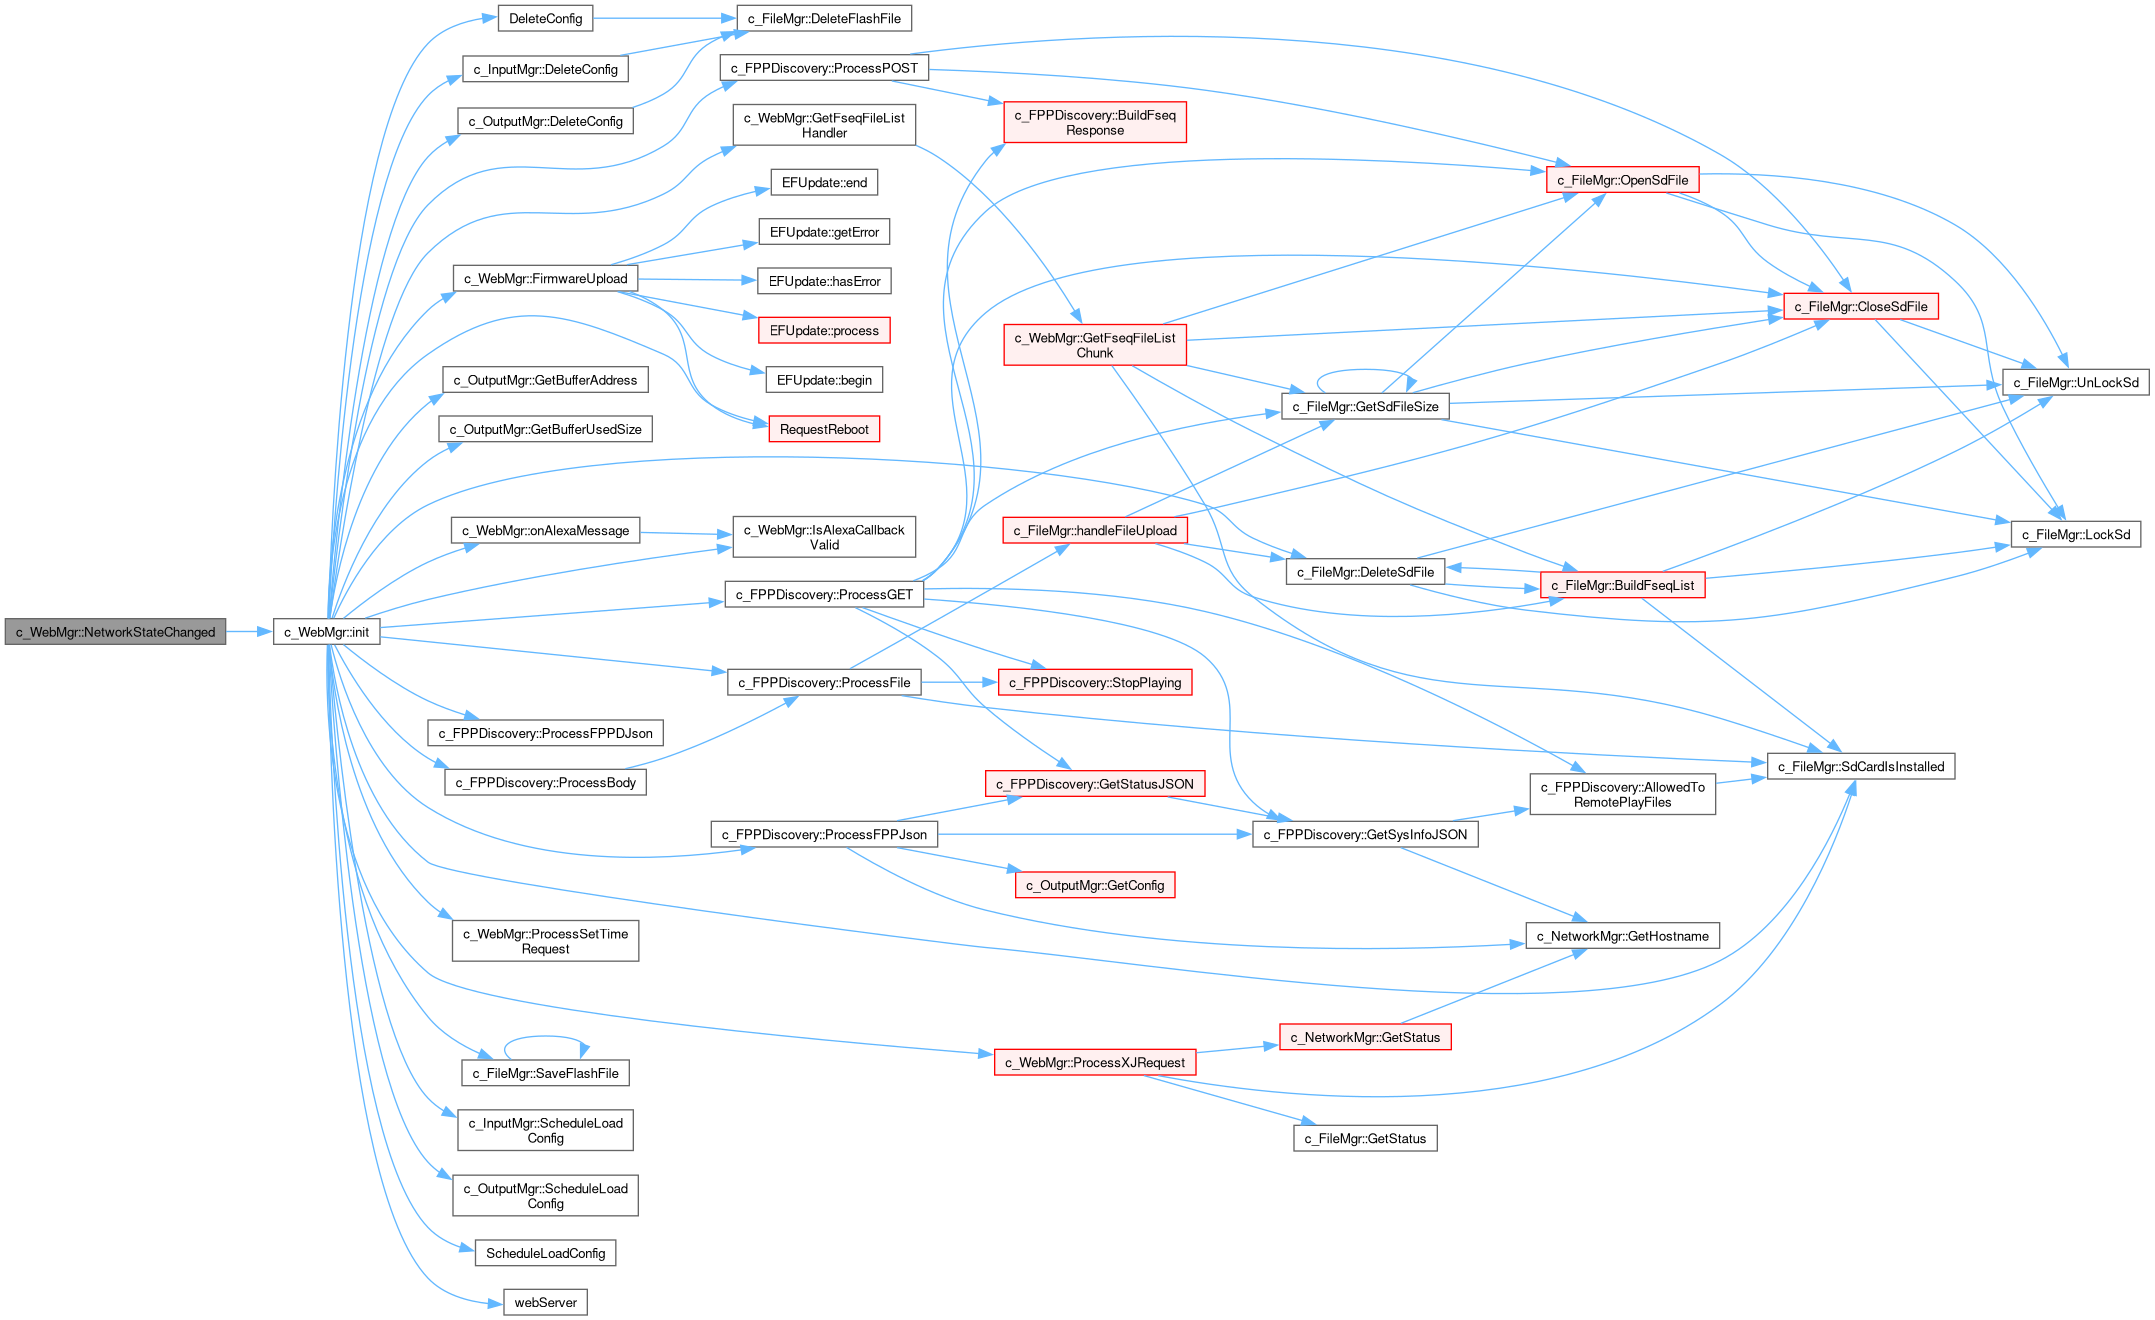 DeleteConfig
c_FileMgr::DeleteFlashFile
c_InputMgr::DeleteConfig
c_FPPDiscovery::ProcessPOST
c_OutputMgr::DeleteConfig
c_WebMgr::GetFseqFileList
Handler
c_FPPDiscovery::BuildFseq
Response
EFUpdate::end
c_FileMgr::OpenSdFile
EFUpdate::getError
c_WebMgr::FirmwareUpload
EFUpdate::hasError
c_FileMgr::CloseSdFile
EFUpdate::process
c_WebMgr::GetFseqFileList
Chunk
c_OutputMgr::GetBufferAddress
EFUpdate::begin
c_FileMgr::UnLockSd
c_FileMgr::GetSdFileSize
c_OutputMgr::GetBufferUsedSize
RequestReboot
c_WebMgr::onAlexaMessage
c_WebMgr::IsAlexaCallback
Valid
c_FileMgr::handleFileUpload
c_FileMgr::LockSd
c_FileMgr::DeleteSdFile
c_FileMgr::BuildFseqList
c_FPPDiscovery::ProcessGET
c_WebMgr::NetworkStateChanged
c_WebMgr::init
c_FPPDiscovery::ProcessFile
c_FPPDiscovery::StopPlaying
c_FPPDiscovery::ProcessFPPDJson
c_FileMgr::SdCardIsInstalled
c_FPPDiscovery::ProcessBody
c_FPPDiscovery::GetStatusJSON
c_FPPDiscovery::AllowedTo
RemotePlayFiles
c_FPPDiscovery::ProcessFPPJson
c_FPPDiscovery::GetSysInfoJSON
c_OutputMgr::GetConfig
c_WebMgr::ProcessSetTime
Request
c_NetworkMgr::GetHostname
c_NetworkMgr::GetStatus
c_WebMgr::ProcessXJRequest
c_FileMgr::SaveFlashFile
c_InputMgr::ScheduleLoad
Config
c_FileMgr::GetStatus
c_OutputMgr::ScheduleLoad
Config
ScheduleLoadConfig
webServer